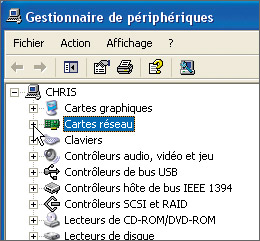 Gestionnaire de périphériques
Fichier Action Affichage ?
CHRIS
Cartes graphiques
Cartes réseau
Claviers
Contrôleurs audio, vidéo et jeu
Contrôleurs de bus USB
Contrôleurs hôte de bus IEEE 1394
Contrôleurs SCSI et RAID
Lecteurs de CD-ROM/DVD-ROM
Lecteurs de disque